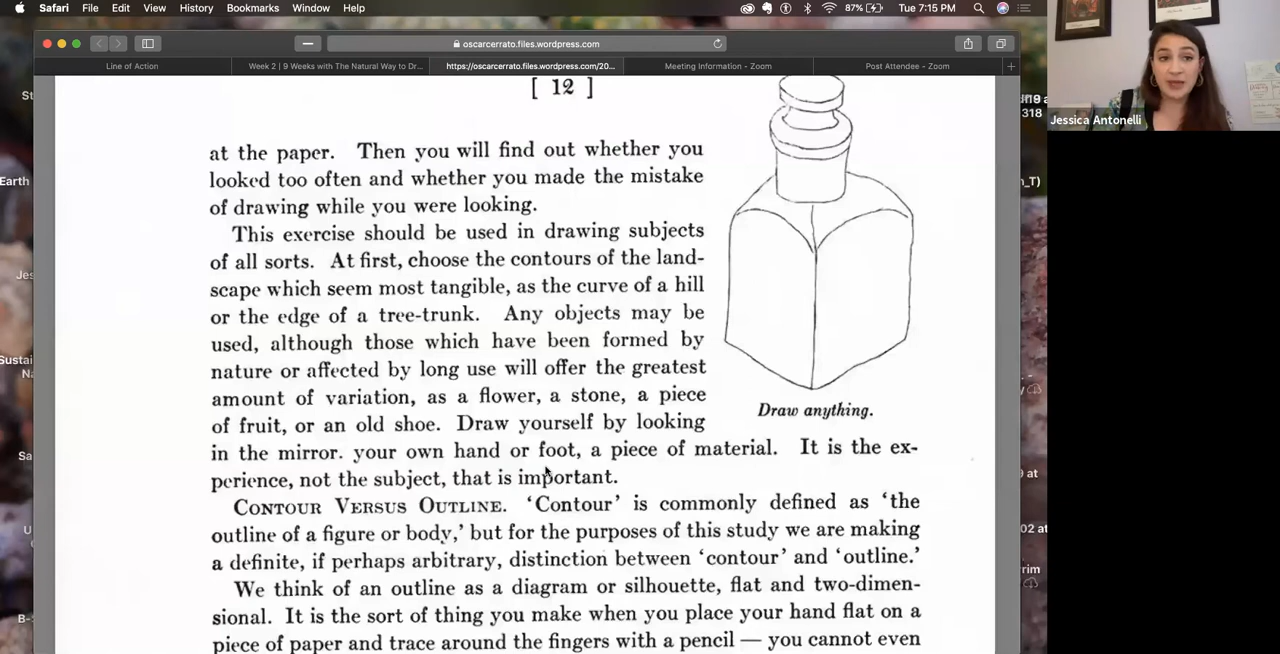 Safari File Edit View History Bookmarks Window Help
87% Tue 7:15 PM
oscarcerrato.files.wordpress.com
Line of Action
Week 2 | 9 Weeks with The Natural Way to Dr...
https://oscarcerrato.files.wordpress.com/20...
Meeting Information - Zoom
Post Attendee - Zoom
Jessica Antonelli
[ 12 ]
at the paper. Then you will find out whether you
looked too often and whether you made the mistake
of drawing while you were looking.
This exercise should be used in drawing subjects
of all sorts. At first, choose the contours of the land-
scape which seem most tangible, as the curve of a hill
or the edge of a tree-trunk. Any objects may be
used, although those which have been formed by
nature or affected by long use will offer the greatest
amount of variation, as a flower, a stone, a piece
of fruit, or an old shoe. Draw yourself by looking
in the mirror. your own hand or foot, a piece of material. It is the ex-
perience, not the subject, that is important.
Draw anything.
CONTOUR VERSUS OUTLINE. 'Contour' is commonly defined as 'the
outline of a figure or body,' but for the purposes of this study we are making
a definite, if perhaps arbitrary, distinction between 'contour' and 'outline.'
We think of an outline as a diagram or silhouette, flat and two-dimen-
sional. It is the sort of thing you make when you place your hand flat on a
piece of paper and trace around the fingers with a pencil — you cannot even
Earth
318